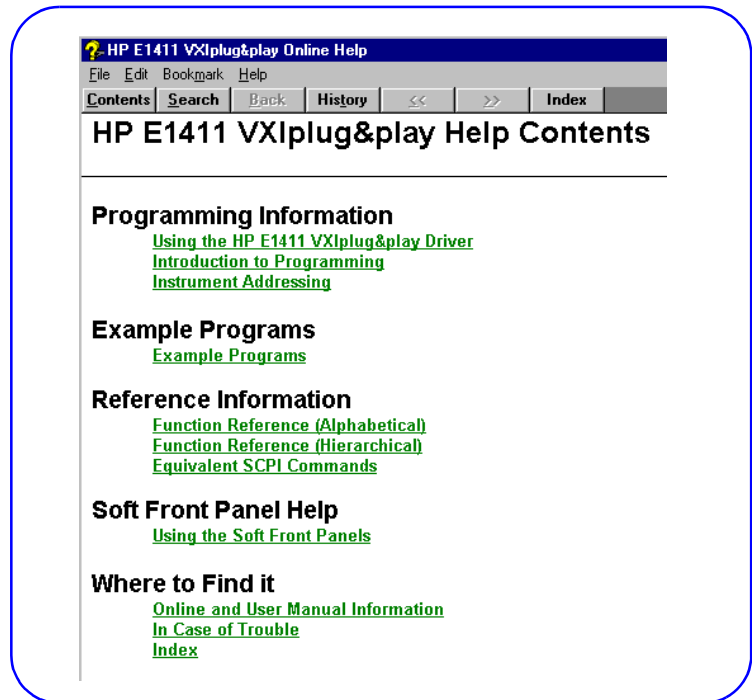 HP E1411 VXIplug&play Online Help
File Edit Bookmark Help
Contents Search Back History << >> Index
HP E1411 VXIplug&play Help Contents
Programming Information
Using the HP E1411 VXIplug&play Driver
Introduction to Programming
Instrument Addressing
Example Programs
Example Programs
Reference Information
Function Reference (Alphabetical)
Function Reference (Hierarchical)
Equivalent SCPI Commands
Soft Front Panel Help
Using the Soft Front Panels
Where to Find it
Online and User Manual Information
In Case of Trouble
Index